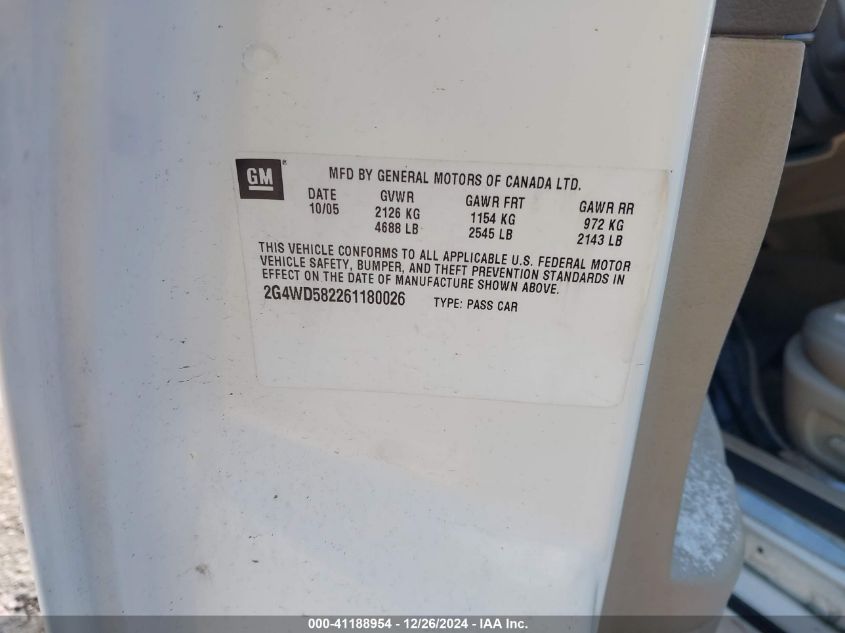 GM ® MFD BY GENERAL MOTORS OF CANADA LTD.
DATE GVWR GAWR FRT GAWR RR
10/05 2126 KG 1154 KG 972 KG
4688 LB 2545 LB 2143 LB
THIS VEHICLE CONFORMS TO ALL APPLICABLE U.S. FEDERAL MOTOR
VEHICLE SAFETY, BUMPER, AND THEFT PREVENTION STANDARDS IN
EFFECT ON THE DATE OF MANUFACTURE SHOWN ABOVE.
2G4WD582261180026 TYPE: PASS CAR
000-41188954 - 12/26/2024 - IAA Inc.